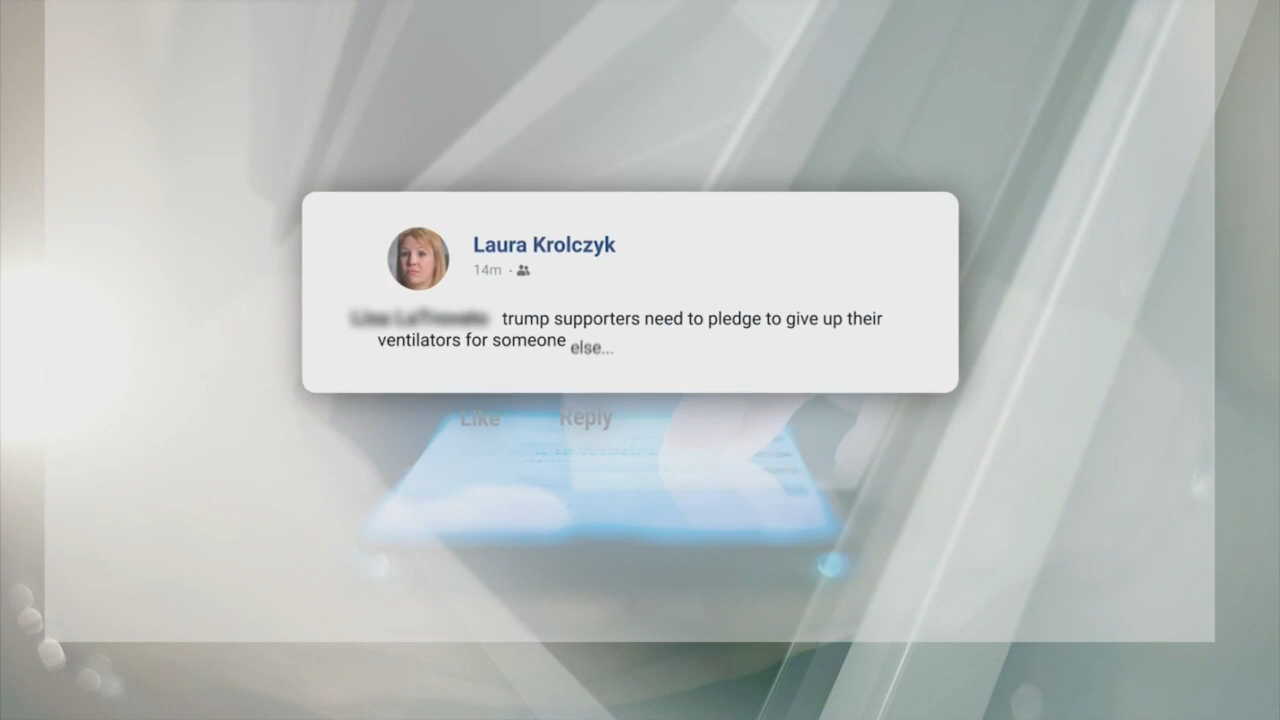 Laura Krolczyk
14m ·
trump supporters need to pledge to give up their
ventilators for someone else...
Like Reply